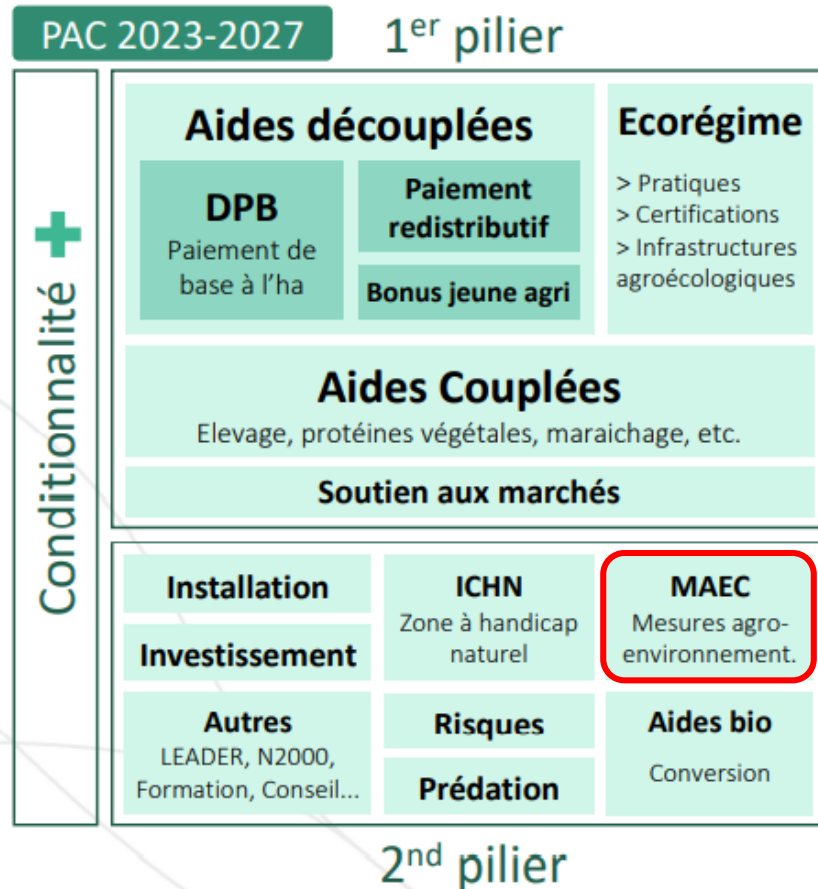 PAC 2023-2027
1er pilier
Conditionnalité +
Aides découplées
DPB
Paiement de
base à l'ha
Paiement
redistributif
Bonus jeune agri
Ecorégime
> Pratiques
> Certifications
> Infrastructures
agroécologiques
Aides Couplées
Elevage, protéines végétales, maraichage, etc.
Soutien aux marchés
Installation
Investissement
Autres
LEADER, N2000,
Formation, Conseil...
ICHN
Zone à handicap
naturel
Risques
Prédation
MAEC
Mesures agro-
environnement.
Aides bio
Conversion
2nd pilier